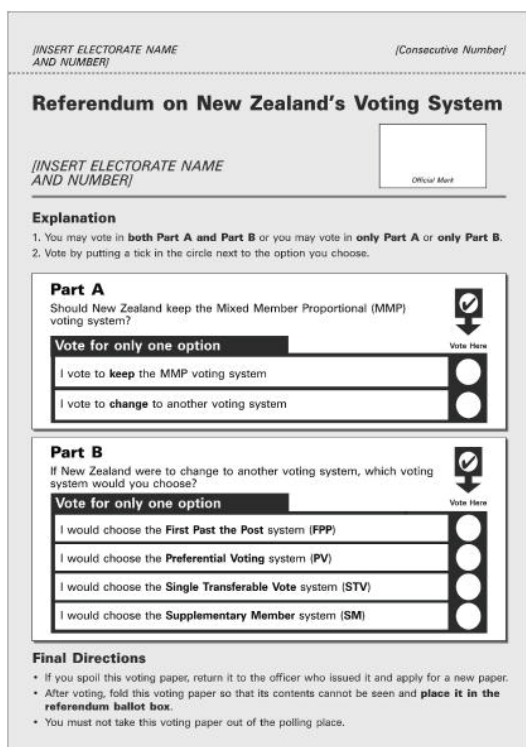 [INSERT ELECTORATE NAME
AND NUMBER]
[Consecutive Number]
Referendum on New Zealand's Voting System
[INSERT ELECTORATE NAME
AND NUMBER]
Official Mark
Explanation
1. You may vote in both Part A and Part B or you may vote in only Part A or only Part B.
2. Vote by putting a tick in the circle next to the option you choose.
Part A
Should New Zealand keep the Mixed Member Proportional (MMP)
voting system?
Vote for only one option
Vote Here
I vote to keep the MMP voting system
I vote to change to another voting system
Part B
If New Zealand were to change to another voting system, which voting
system would you choose?
Vote for only one option
Vote Here
I would choose the First Past the Post system (FPP)
I would choose the Preferential Voting system (PV)
I would choose the Single Transferable Vote system (STV)
I would choose the Supplementary Member system (SM)
Final Directions
• If you spoil this voting paper, return it to the officer who issued it and apply for a new paper.
• After voting, fold this voting paper so that its contents cannot be seen and place it in the
referendum ballot box.
• You must not take this voting paper out of the polling place.